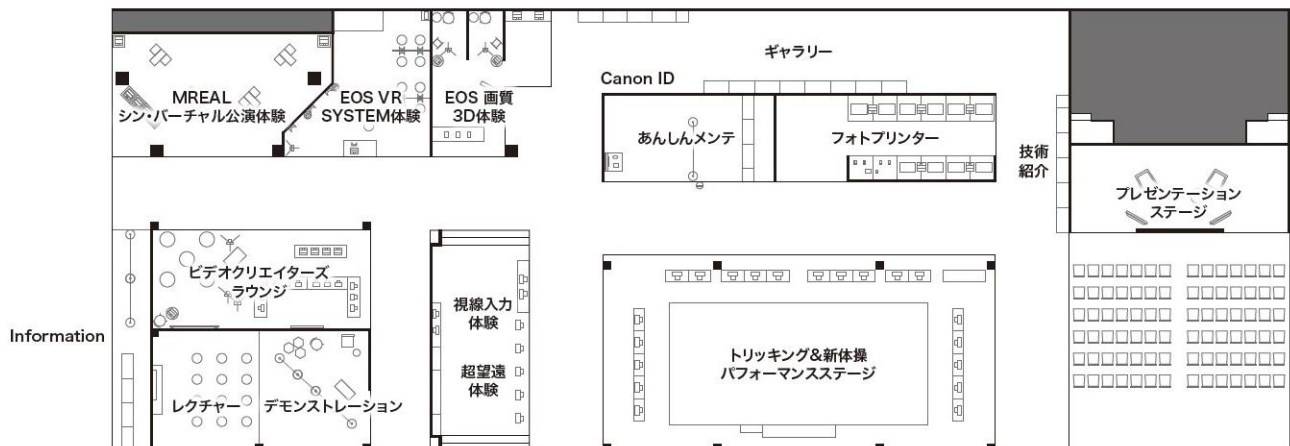 ギャラリー
Canon ID
MREAL
シン・バーチャル公演体験
EOS VR
SYSTEM体験
EOS 画質
3D体験
あんしんメンテ
フォトプリンター
技術
紹介
プレゼンテーション
ステージ
ビデオクリエイターズ
ラウンジ
視線入力
体験
Information
超望遠
体験
トリッキング&新体操
パフォーマンスステージ
レクチャー
デモンストレーション